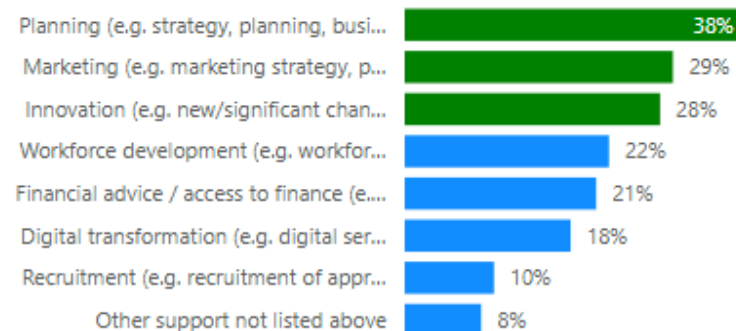 Planning (e.g. strategy, planning, busi... 38%
Marketing (e.g. marketing strategy, p... 29%
Innovation (e.g. new/significant chan... 28%
Workforce development (e.g. workfor... 22%
Financial advice / access to finance (e.... 21%
Digital transformation (e.g. digital ser... 18%
Recruitment (e.g. recruitment of appr... 10%
Other support not listed above 8%